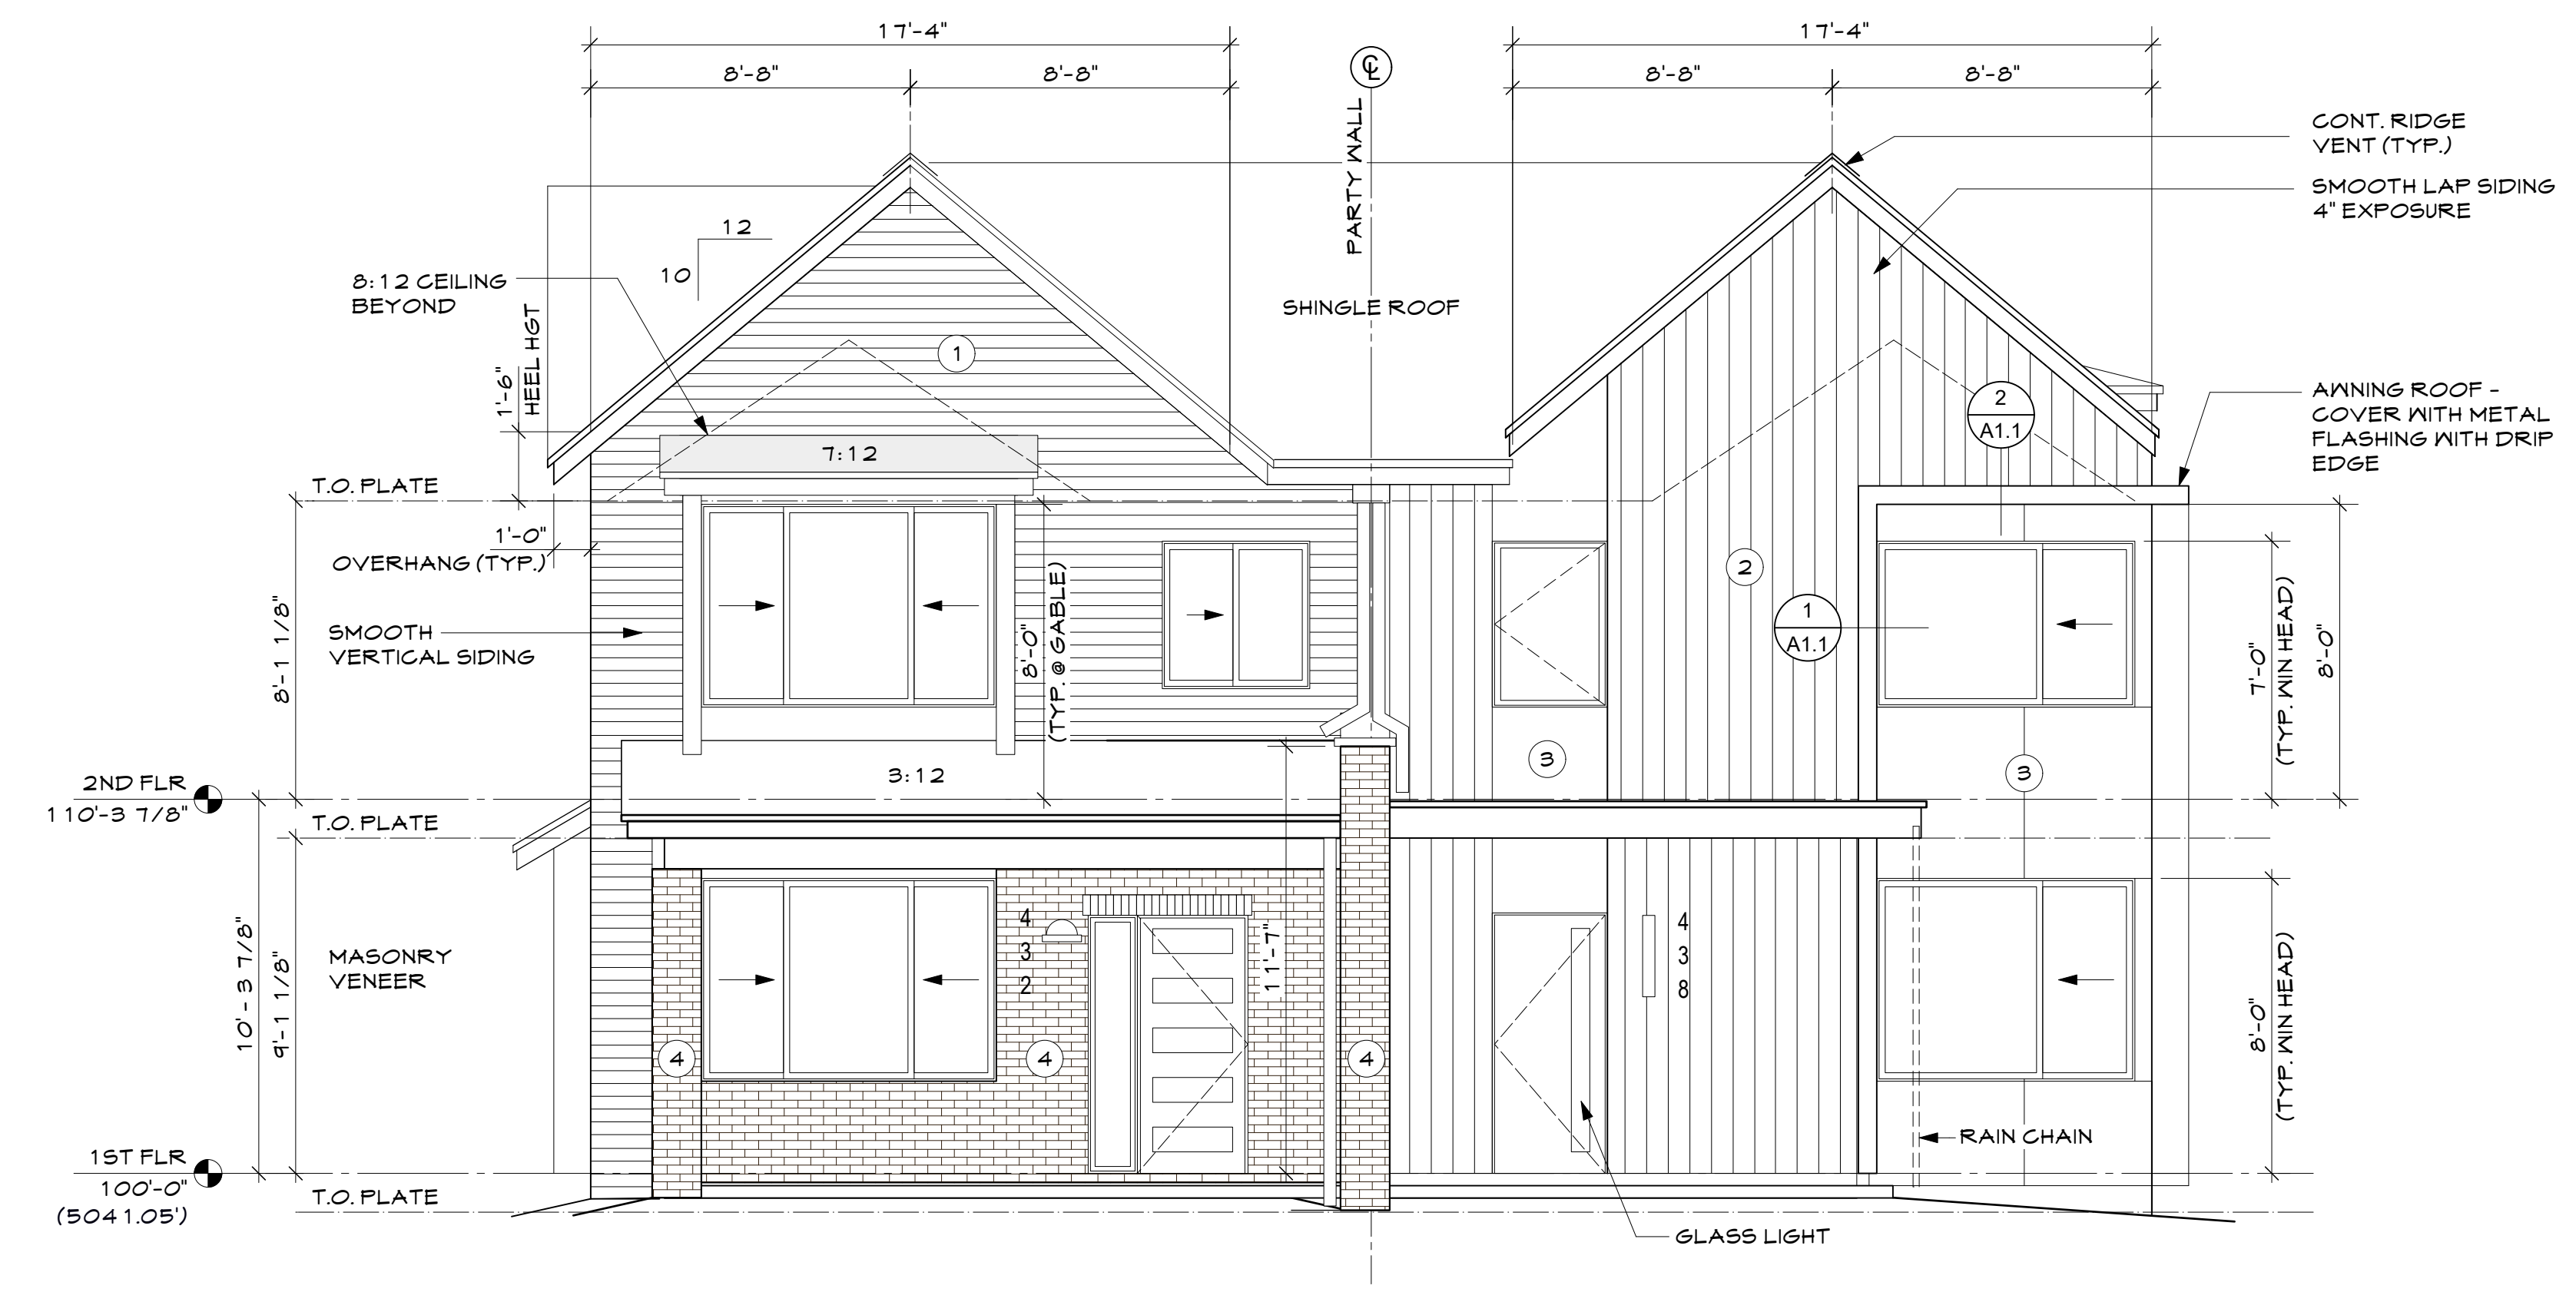 17'-4"
17'-4"
8'-8"
8'-8"
8'-8"
8'-8"
CL
PARTY WALL
CONT. RIDGE
VENT (TYP.)
SMOOTH LAP SIDING
4" EXPOSURE
12
10
8:12 CEILING
BEYOND
SHINGLE ROOF
1
1'-6"
HEEL HGT
2
A1.1
AWNING ROOF -
COVER WITH METAL
FLASHING WITH DRIP
EDGE
7:12
T.O. PLATE
1'-0"
OVERHANG (TYP.)
2
8'-1 1/8"
SMOOTH
VERTICAL SIDING
8'-0"
(TYP. @ GABLE)
1
A1.1
7'-0"
(TYP. WIN HEAD)
8'-0"
3
3
3:12
2ND FLR
110'-3 7/8"
T.O. PLATE
4
3
2
4
3
8
10'-3 7/8"
9'-1 1/8"
MASONRY
VENEER
11'-7"
8'-0"
(TYP. WIN HEAD)
4
4
4
RAIN CHAIN
1ST FLR
100'-0"
(5041.05')
T.O. PLATE
GLASS LIGHT